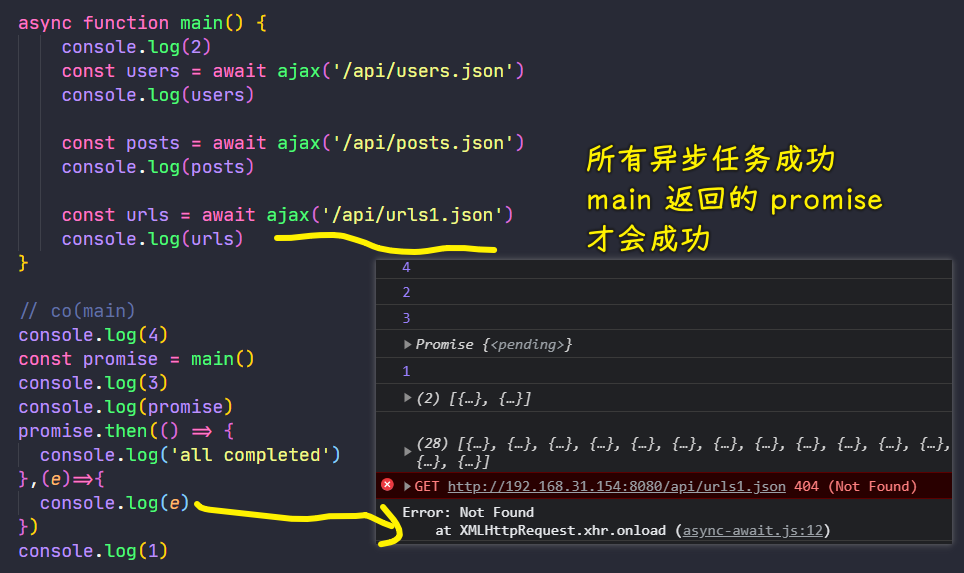 async function main() {
    console.log(2)
    const users = await ajax('/api/users.json')
    console.log(users)

    const posts = await ajax('/api/posts.json')
    console.log(posts)

    const urls = await ajax('/api/urls1.json')
    console.log(urls)
}

// co(main)
console.log(4)
const promise = main()
console.log(3)
console.log(promise)
promise.then(() => {
  console.log('all completed')
},(e)=>{
  console.log(e)
})
console.log(1)

所有异步任务成功
main 返回的 promise
才会成功

4
2
3
▶Promise {<pending>}
1
▶(2) [{…}, {…}]
▶(28) [{…}, {…}, {…}, {…}, {…}, {…}, {…}, {…}, {…}, {…}, {…}, {…},
{…}, {…}]
▶GET http://192.168.31.154:8080/api/urls1.json 404 (Not Found)
Error: Not Found
    at XMLHttpRequest.xhr.onload (async-await.js:12)